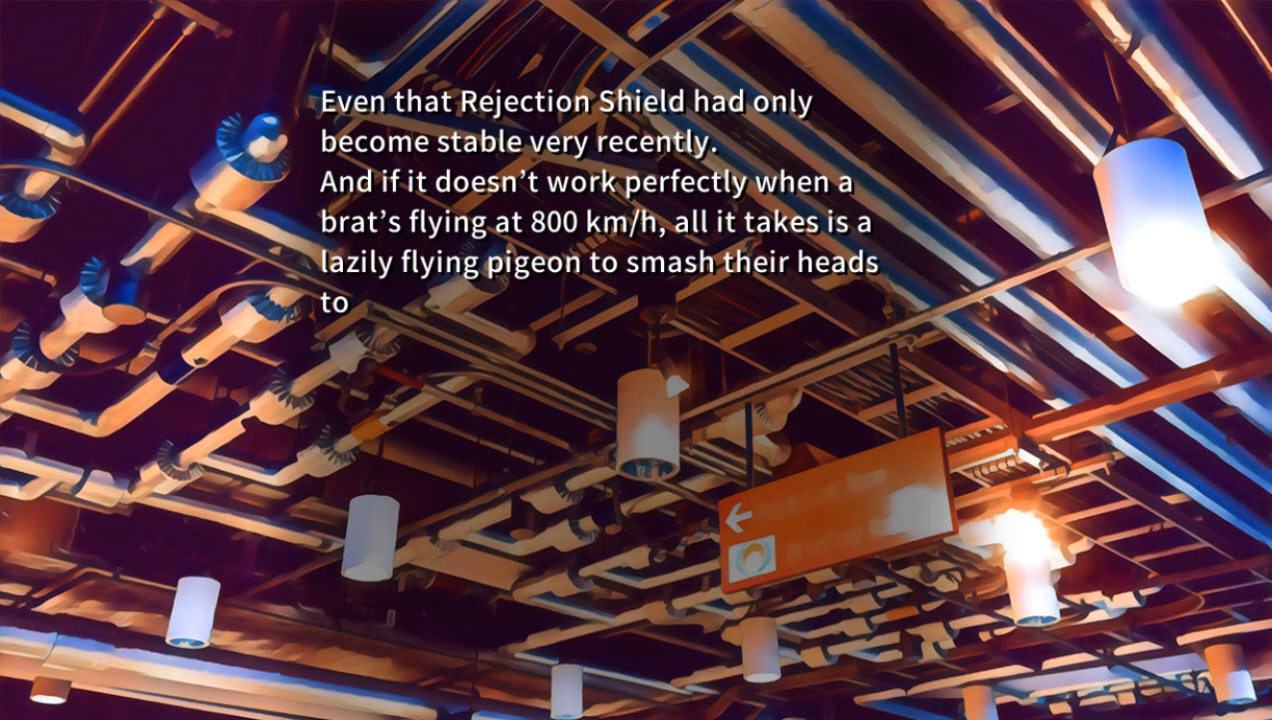 Even that Rejection Shield had only
become stable very recently.
And if it doesn’t work perfectly when a
brat’s flying at 800 km/h, all it takes is a
lazily flying pigeon to smash their heads
to